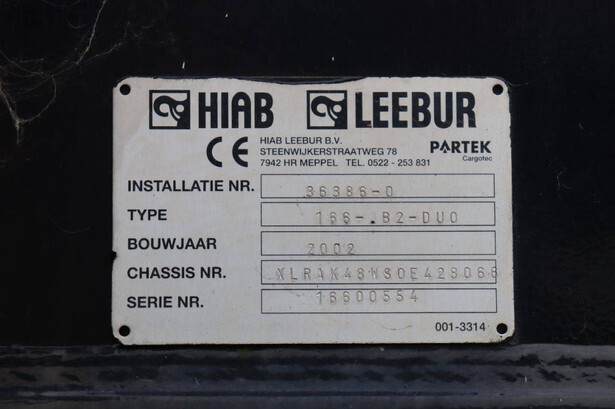 HIAB LEEBUR
HIAB LEEBUR B.V.
STEENWIJKERSTRAATWEG 78
7942 HR MEPPEL TEL. 0522 - 253 831
PARTEK
Cargotec
CE
INSTALLATIE NR. 36386-0
TYPE 166-.B2-DUO
BOUWJAAR 2002
CHASSIS NR.
SERIE NR. 16600554
001-3314